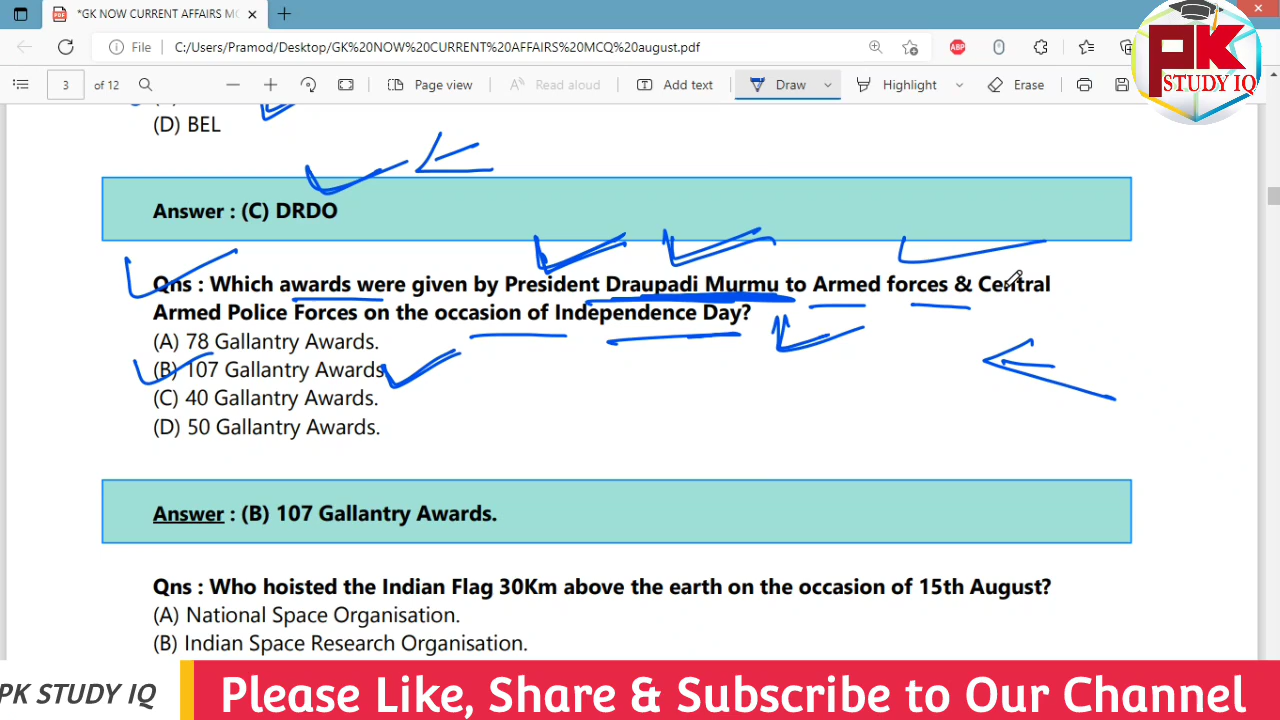 *GK NOW CURRENT AFFAIRS MC
File
C:/Users/Pramod/Desktop/GK%20NOW%20CURRENT%20AFFAIRS%20MCQ%20august.pdf
ABP
3 of 12
Page view
Read aloud
Add text
Draw
Highlight
Erase
PK
STUDY IQ
(D) BEL
Answer : (C) DRDO
Qns : Which awards were given by President Draupadi Murmu to Armed forces & Central
Armed Police Forces on the occasion of Independence Day?
(A) 78 Gallantry Awards.
(B) 107 Gallantry Awards
(C) 40 Gallantry Awards.
(D) 50 Gallantry Awards.
Answer : (B) 107 Gallantry Awards.
Qns : Who hoisted the Indian Flag 30Km above the earth on the occasion of 15th August?
(A) National Space Organisation.
(B) Indian Space Research Organisation.
PK STUDY IQ
Please Like, Share & Subscribe to Our Channel